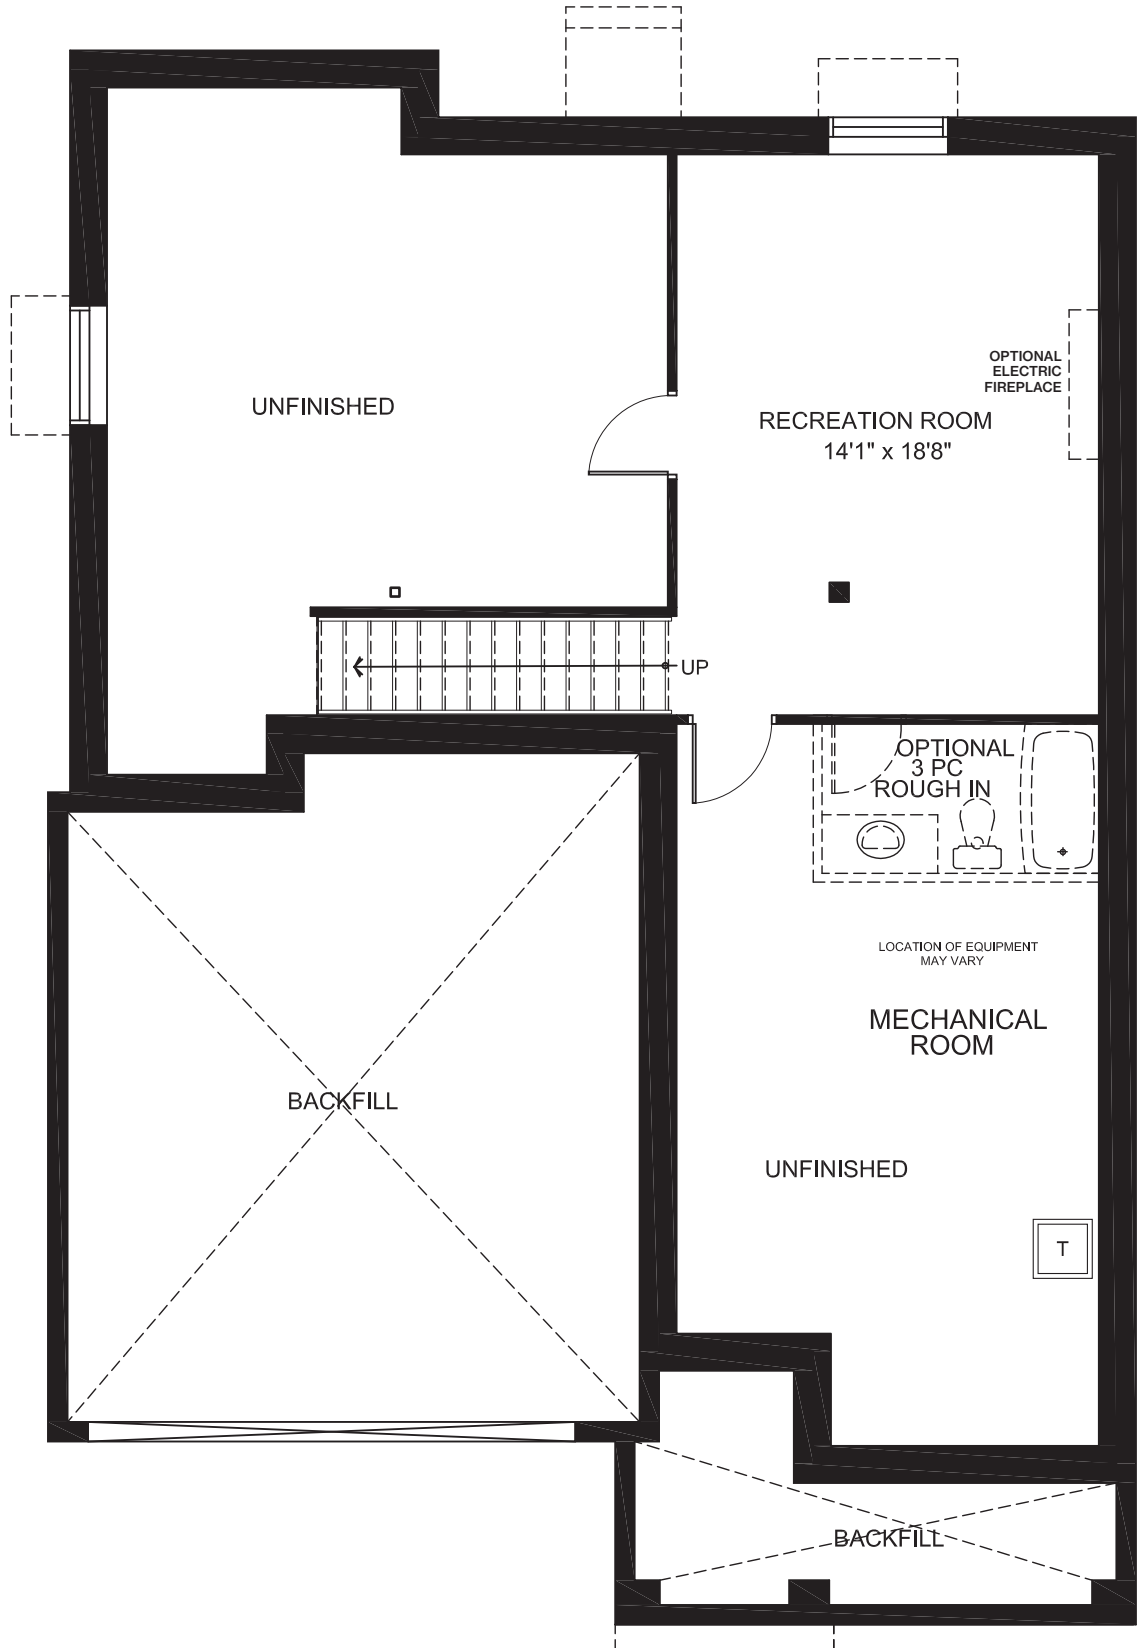 OPTIONAL
ELECTRIC
FIREPLACE
UNFINISHED
RECREATION ROOM
14'1" x 18'8"
UP
OPTIONAL
3 PC
ROUGH IN
LOCATION OF EQUIPMENT
MAY VARY
MECHANICAL
ROOM
BACKFILL
UNFINISHED
T
BACKFILL